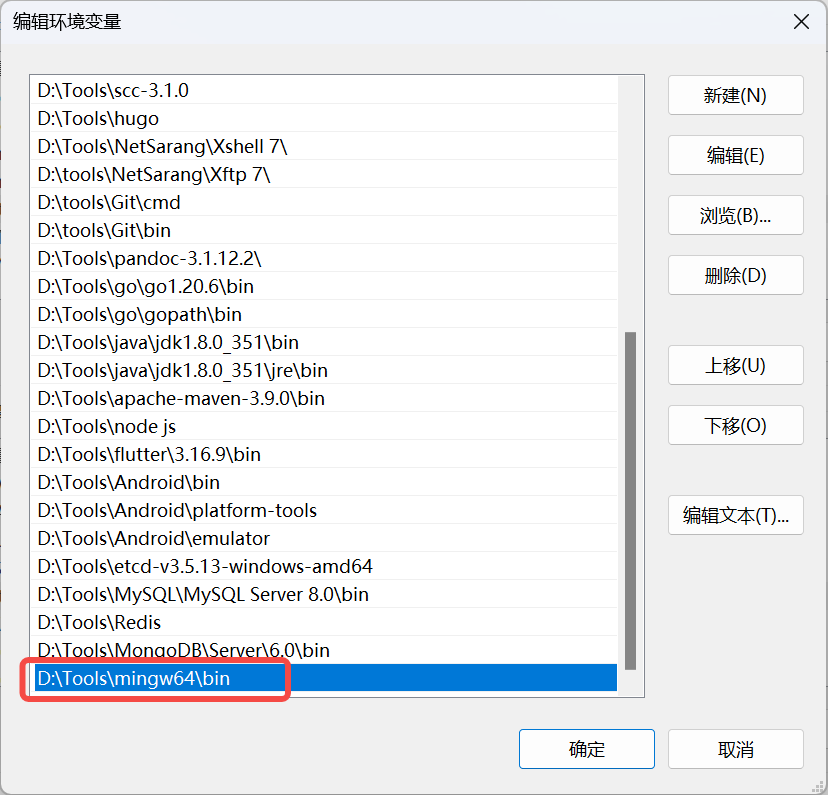 编辑环境变量
D:\Tools\scc-3.1.0
D:\Tools\hugo
D:\Tools\NetSarang\Xshell 7\
D:\tools\NetSarang\Xftp 7\
D:\tools\Git\cmd
D:\tools\Git\bin
D:\Tools\pandoc-3.1.12.2\
D:\Tools\go\go1.20.6\bin
D:\Tools\go\gopath\bin
D:\Tools\java\jdk1.8.0_351\bin
D:\Tools\java\jdk1.8.0_351\jre\bin
D:\Tools\apache-maven-3.9.0\bin
D:\Tools\node js
D:\Tools\flutter\3.16.9\bin
D:\Tools\Android\bin
D:\Tools\Android\platform-tools
D:\Tools\Android\emulator
D:\Tools\etcd-v3.5.13-windows-amd64
D:\Tools\MySQL\MySQL Server 8.0\bin
D:\Tools\Redis
D:\Tools\MongoDB\Server\6.0\bin
D:\Tools\mingw64\bin
新建(N)
编辑(E)
浏览(B)...
删除(D)
上移(U)
下移(O)
编辑文本(T)...
确定
取消